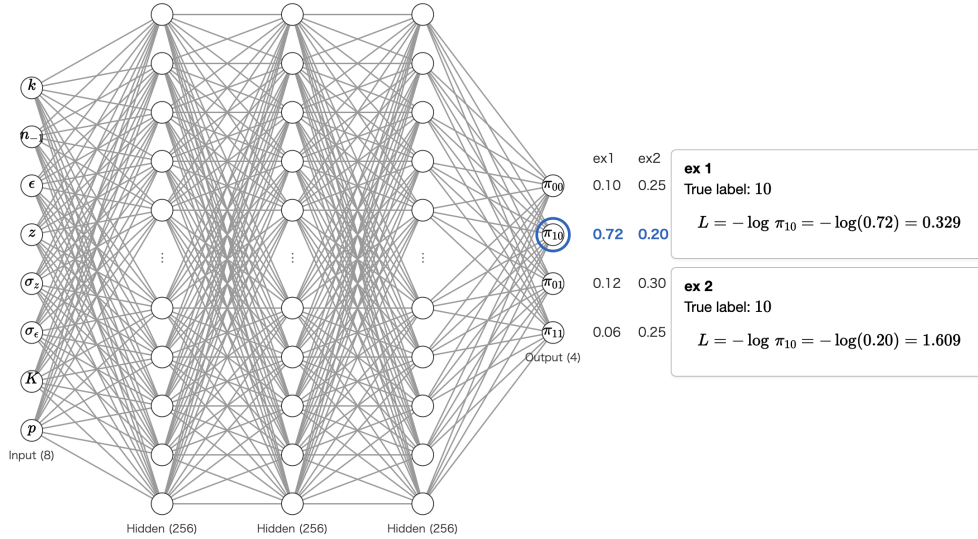 k
n₋₁
ϵ
z
σ_z
σ_ϵ
K
p
Input (8)
⋮ ⋮ ⋮
Hidden (256) Hidden (256) Hidden (256)
ex1 ex2
π₀₀ 0.10 0.25
π₁₀ 0.72 0.20
π₀₁ 0.12 0.30
π₁₁ 0.06 0.25
Output (4)
ex 1
True label: 10
L = − log π₁₀ = − log(0.72) = 0.329
ex 2
True label: 10
L = − log π₁₀ = − log(0.20) = 1.609